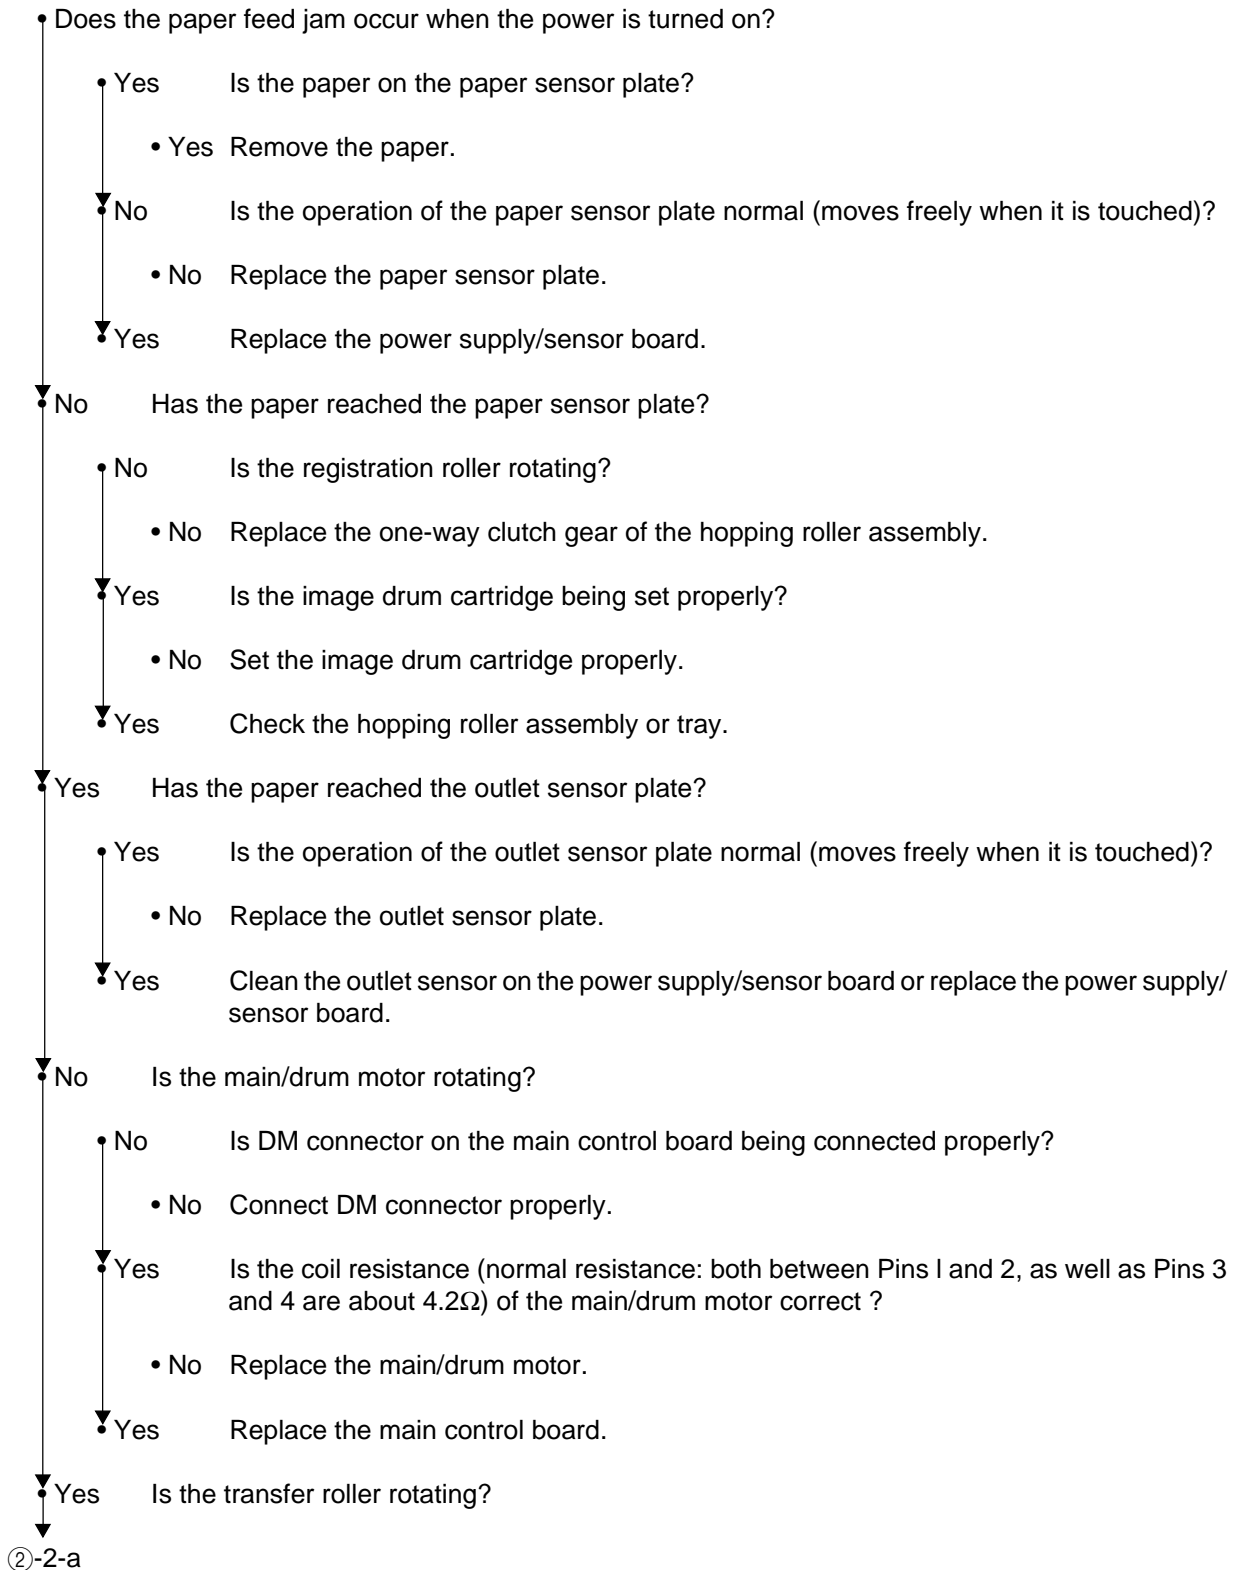 • Does the paper feed jam occur when the power is turned on?
• Yes Is the paper on the paper sensor plate?
• Yes Remove the paper.
• No Is the operation of the paper sensor plate normal (moves freely when it is touched)?
• No Replace the paper sensor plate.
• Yes Replace the power supply/sensor board.
• No Has the paper reached the paper sensor plate?
• No Is the registration roller rotating?
• No Replace the one-way clutch gear of the hopping roller assembly.
• Yes Is the image drum cartridge being set properly?
• No Set the image drum cartridge properly.
• Yes Check the hopping roller assembly or tray.
• Yes Has the paper reached the outlet sensor plate?
• Yes Is the operation of the outlet sensor plate normal (moves freely when it is touched)?
• No Replace the outlet sensor plate.
• Yes Clean the outlet sensor on the power supply/sensor board or replace the power supply/
sensor board.
• No Is the main/drum motor rotating?
• No Is DM connector on the main control board being connected properly?
• No Connect DM connector properly.
• Yes Is the coil resistance (normal resistance: both between Pins l and 2, as well as Pins 3
and 4 are about 4.2Ω) of the main/drum motor correct ?
• No Replace the main/drum motor.
• Yes Replace the main control board.
• Yes Is the transfer roller rotating?
②-2-a